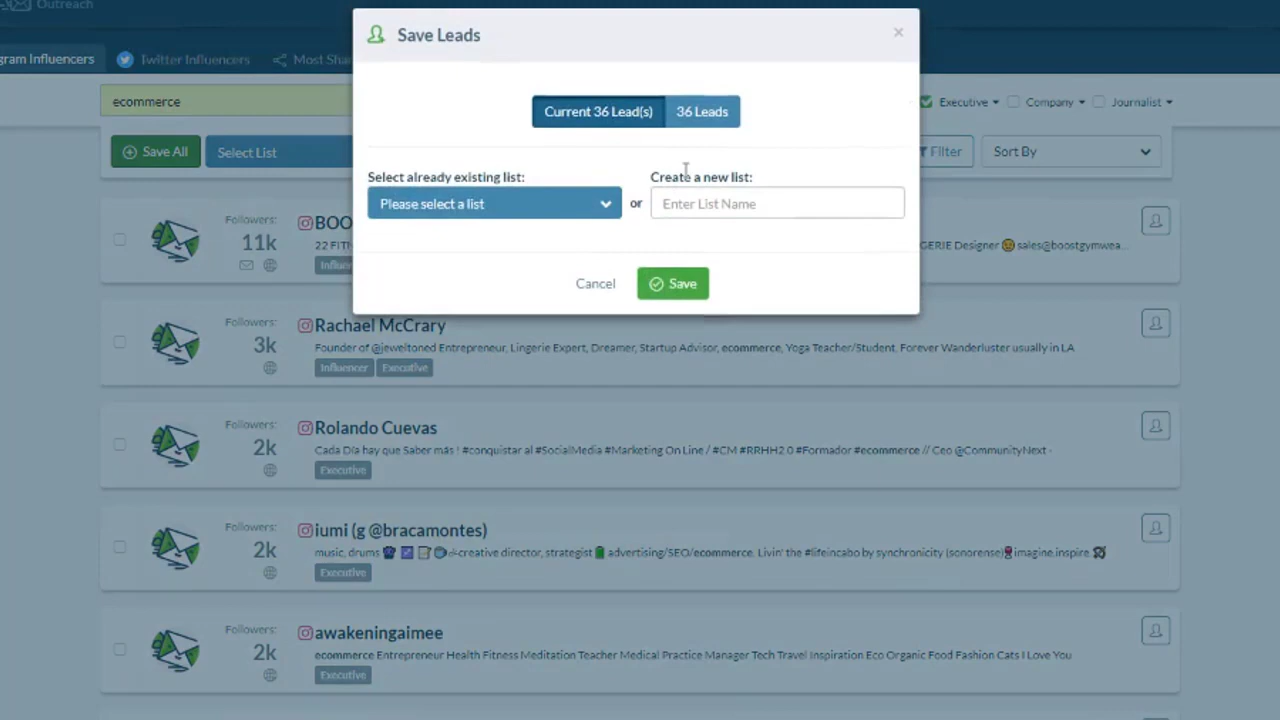 Outreach
gram Influencers
Twitter Influencers
Most Sha
Save Leads
×
ecommerce
Current 36 Lead(s)
36 Leads
Executive
Company
Journalist
Save All
Select List
Filter
Sort By
Select already existing list:
Create a new list:
Please select a list
or
Enter List Name
Cancel
Save
Followers:
11k
BOO
22 FITN
GERIE Designer 😉 sales@boostgymwea...
Influen
Followers:
3k
Rachael McCrary
Founder of @jeweltoned Entrepreneur, Lingerie Expert, Dreamer, Startup Advisor, ecommerce, Yoga Teacher/Student, Forever Wanderluster usually in LA
Influencer
Executive
Followers:
2k
Rolando Cuevas
Cada Día hay que Saber más ! #conquistar al #SocialMedia #Marketing On Line / #CM #RRHH2.0 #Formador #ecommerce // Ceo @CommunityNext ·
Executive
Followers:
2k
iumi (g @bracamontes)
music, drums creative director, strategist advertising/SEO/ecommerce. Livin' the #lifeincabo by synchronicity (sonorense) imagine.inspire.
Executive
Followers:
2k
awakeningaimee
ecommerce Entrepreneur Health Fitness Meditation Teacher Medical Practice Manager Tech Travel Inspiration Eco Organic Food Fashion Cats I Love You
Executive